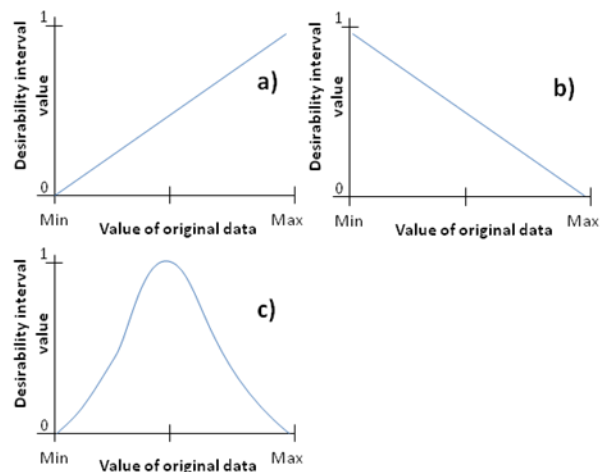 1
Desirability interval
value
0
a)
Min
Max
Value of original data
1
Desirability interval
value
0
b)
Min
Max
Value of original data
1
Desirability interval
value
0
c)
Min
Max
Value of original data